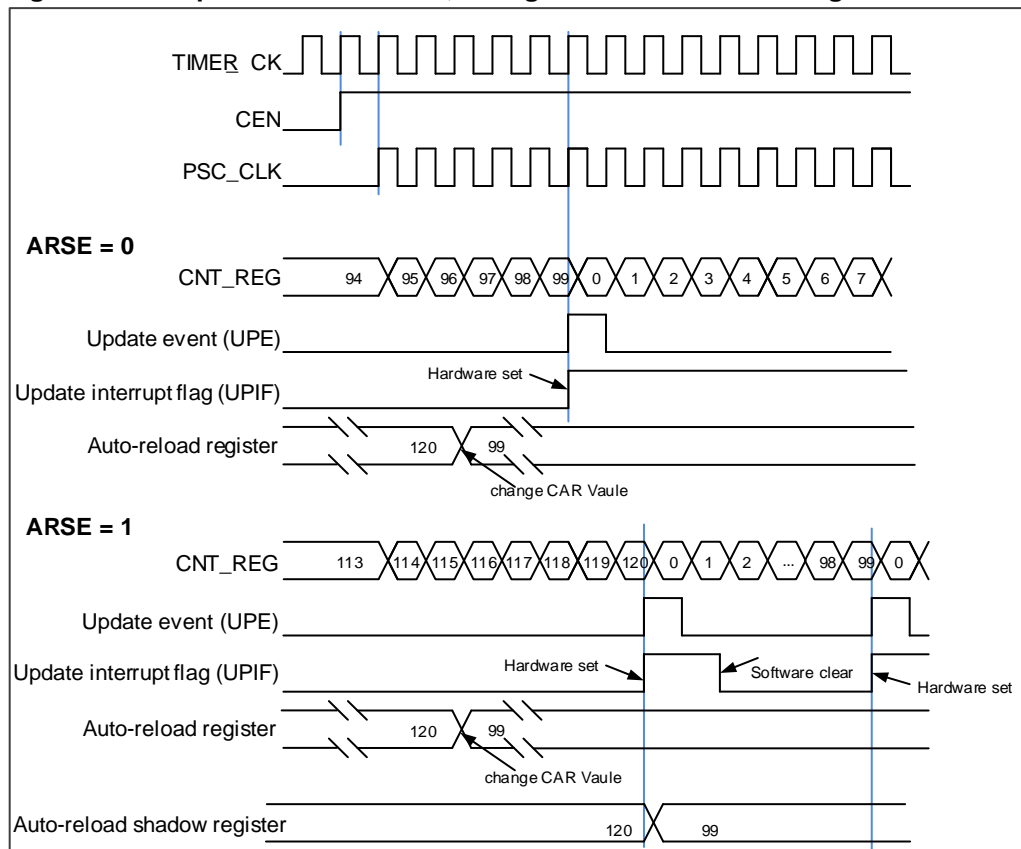 TIMER_CK
CEN
PSC_CLK
ARSE = 0
CNT_REG 94 95 96 97 98 99 0 1 2 3 4 5 6 7
Update event (UPE)
Hardware set
Update interrupt flag (UPIF)
Auto-reload register 120 99
change CAR Vaule
ARSE = 1
CNT_REG 113 114 115 116 117 118 119 120 0 1 2 ... 98 99 0
Update event (UPE)
Update interrupt flag (UPIF) Hardware set Software clear Hardware set
Auto-reload register 120 99
change CAR Vaule
Auto-reload shadow register 120 99